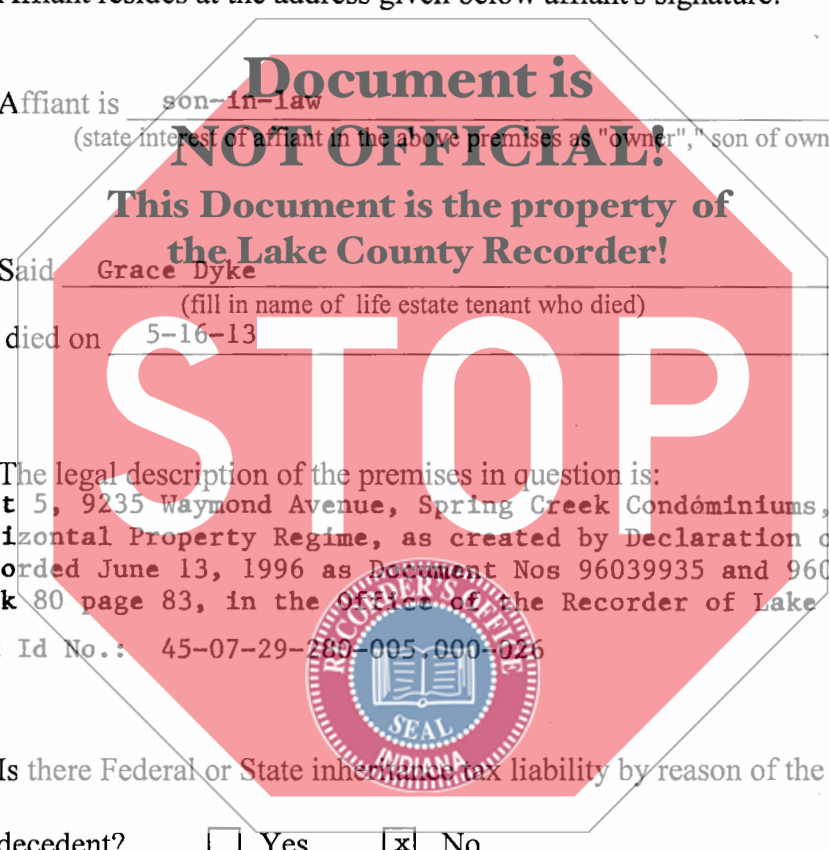 Affiant resides at the address given below affiant's signature.
Document is
Affiant is son-in-law
NOT OFFICIAL!
(state interest of affiant in the above premises as "owner"," son of own
This Document is the property of
the Lake County Recorder!
Said Grace Dyke
(fill in name of life estate tenant who died)
died on 5-16-13
STOP
The legal description of the premises in question is:
t 5, 9235 Waymond Avenue, Spring Creek Condominiums,
izontal Property Regime, as created by Declaration o
orded June 13, 1996 as Document Nos 96039935 and 960
k 80 page 83, in the Office of the Recorder of Lake
Id No.: 45-07-29-280-005.000-026
RECORDER'S OFFICE
SEAL
INDIANA
Is there Federal or State inheritance tax liability by reason of the
decedent? Yes x No